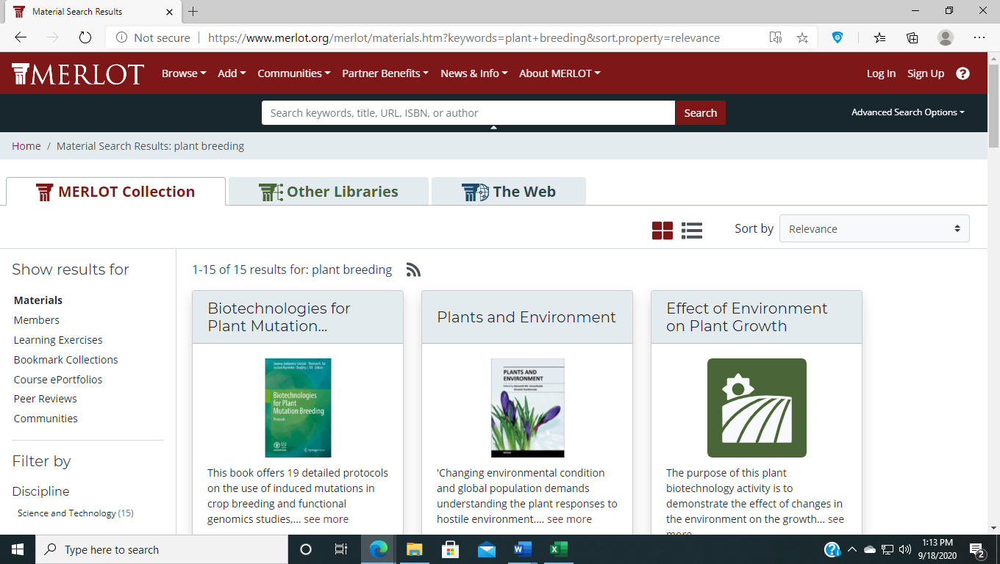 Material Search Results
Not secure
https://www.merlot.org/merlot/materials.htm?keywords=plant+breeding&sort.property=relevance
MERLOT
Browse
Add
Communities
Partner Benefits
News & Info
About MERLOT
Log In
Sign Up
?
Search keywords, title, URL, ISBN, or author
Search
Advanced Search Options
Home / Material Search Results: plant breeding
MERLOT Collection
Other Libraries
The Web
Sort by
Relevance
Show results for
Materials
Members
Learning Exercises
Bookmark Collections
Course ePortfolios
Peer Reviews
Communities
Filter by
Discipline
Science and Technology (15)
1-15 of 15 results for: plant breeding
Biotechnologies for
Plant Mutation...
Biotechnologies
for Plant
Mutation Breeding
Protocols
This book offers 19 detailed protocols
on the use of induced mutations in
crop breeding and functional
genomics studies,... see more
Plants and Environment
PLANTS AND
ENVIRONMENT
'Changing environmental condition
and global population demands
understanding the plant responses to
hostile environment.... see more
Effect of Environment
on Plant Growth
The purpose of this plant
biotechnology activity is to
demonstrate the effect of changes in
the environment on the growth... see
more
Type here to search
1:13 PM
9/18/2020
2